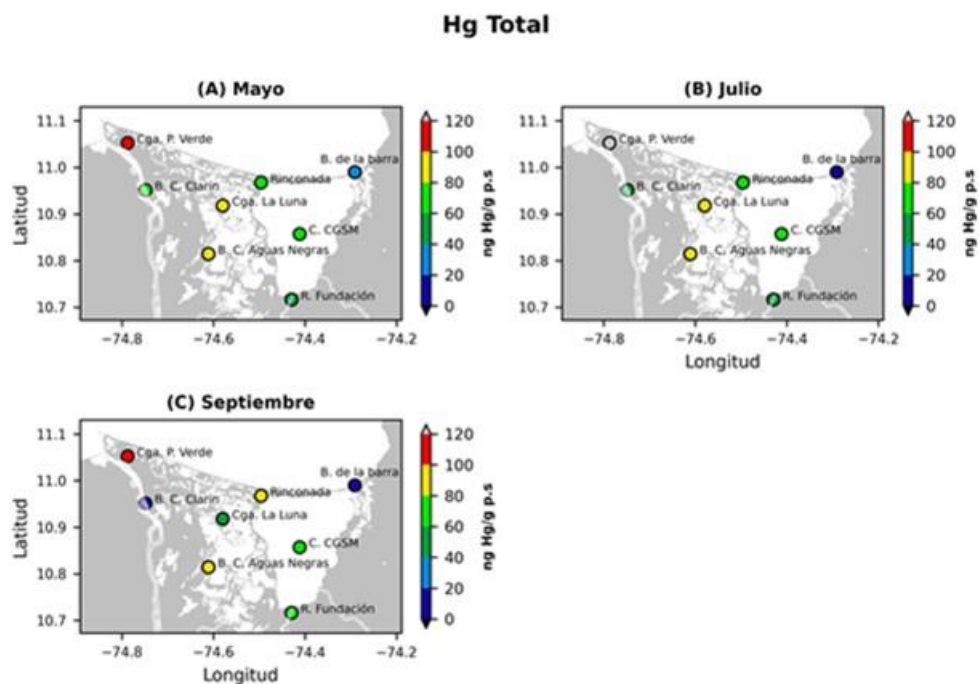 Hg Total
(A) Mayo
11.1
11.0
10.9
10.8
10.7
Latitud
−74.8
−74.6
−74.4
−74.2
Cga. P. Verde
B. C. Clarin
Rinconada
B. de la barra
Cga. La Luna
C. CGSM
B. C. Aguas Negras
R. Fundación
120
100
80
60
40
20
0
ng Hg/g p.s
(B) Julio
11.1
11.0
10.9
10.8
10.7
−74.8
−74.6
−74.4
−74.2
Longitud
Cga. P. Verde
B. C. Clarin
Rinconada
B. de la barra
Cga. La Luna
C. CGSM
B. C. Aguas Negras
R. Fundación
120
100
80
60
40
20
0
ng Hg/g p.s
(C) Septiembre
11.1
11.0
10.9
10.8
10.7
Latitud
−74.8
−74.6
−74.4
−74.2
Longitud
Cga. P. Verde
B. C. Clarin
Rinconada
B. de la barra
Cga. La Luna
C. CGSM
B. C. Aguas Negras
R. Fundación
120
100
80
60
40
20
0
ng Hg/g p.s